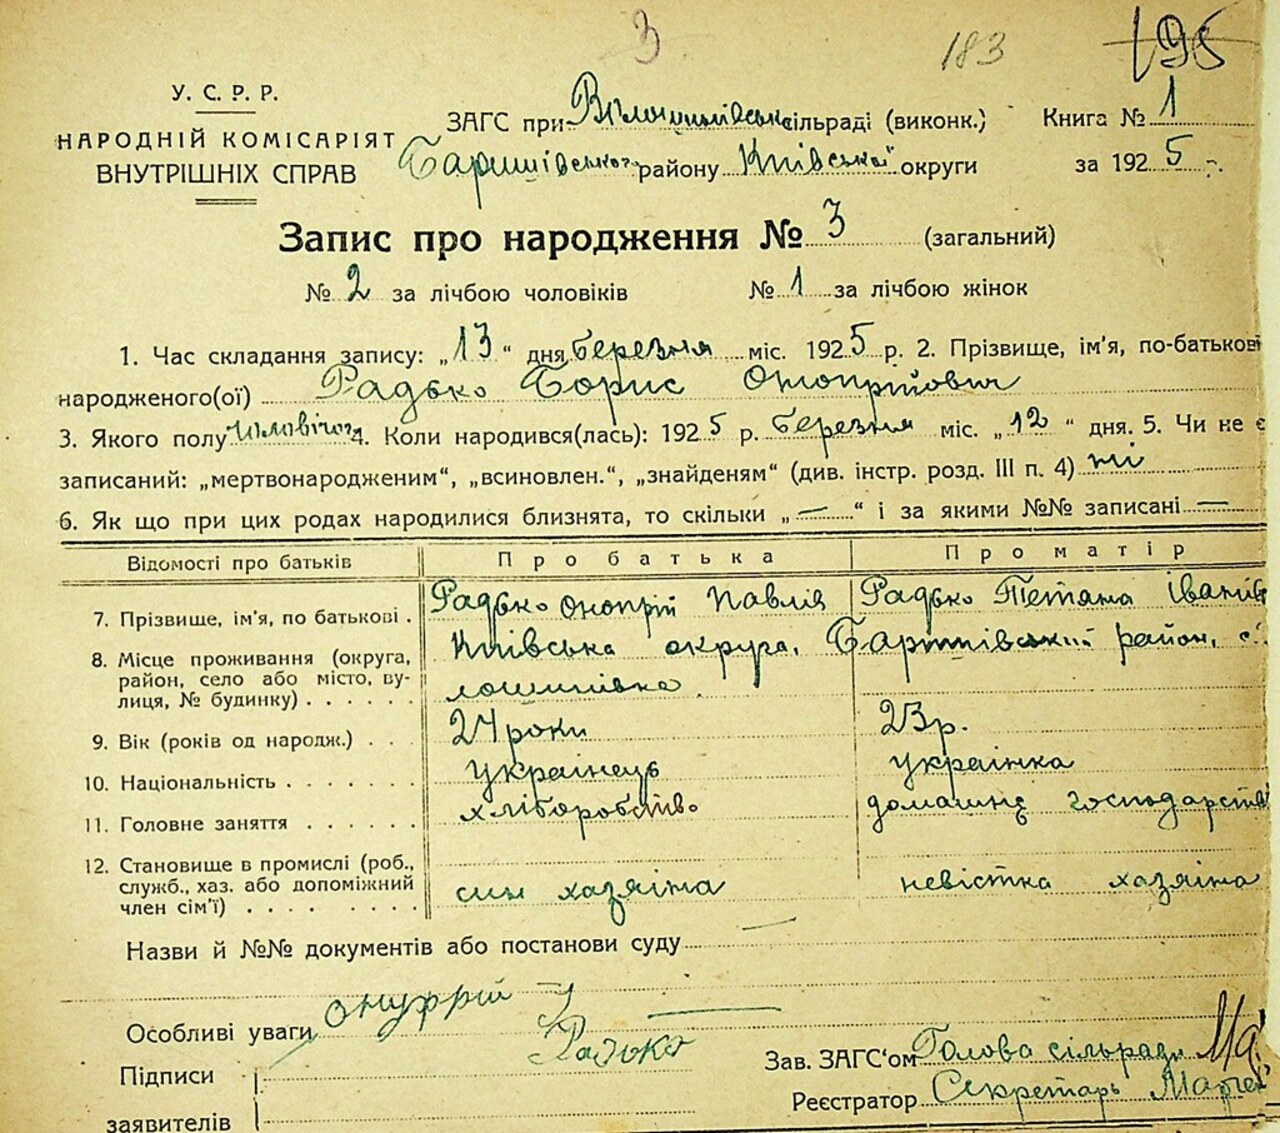 3 183 195
У. С. Р. Р.
НАРОДНІЙ КОМІСАРІЯТ
ВНУТРІШНІХ СПРАВ
ЗАГС при Волошинівськ. сільраді (виконк.)
Баришівського району Київської округи
Книга № 1
за 1925 р.
Запис про народження № 3 (загальний)
№ 2 за лічбою чоловіків № 1 за лічбою жінок
1. Час складання запису: „13“ дня березня міс. 1925 р. 2. Прізвище, ім'я, по-батькові
народженого(ої) Радько Борис Онопрійович
3. Якого полу чоловічого 4. Коли народився(лась): 1925 р. березня міс. „12“ дня. 5. Чи не є
записаний: „мертвонародженим“, „всиновлен.“, „знайденям“ (див. інстр. розд. III п. 4) ні
6. Як що при цих родах народилися близнята, то скільки „—“ і за якими №№ записані —
Відомості про батьків Про батька Про матір
7. Прізвище, ім'я, по батькові . Радько Онопрій Павлів Радько Тетяна Іванів
8. Місце проживання (округа, район, село або місто, вулиця, № будинку) . . . . . . Київська округа, Баришівський район, с.
лошинівка.
9. Вік (років од народж.) . . . 24 роки 23 р.
10. Національність . . . . . . . українець українка
11. Головне заняття . . . . . . хліборобство домашнє господарств
12. Становище в промислі (роб., служб., хаз. або допоміжний член сім'ї) . . . . . . . . син хазяїна невістка хазяїна
Назви й №№ документів або постанови суду —
Особливі уваги Онуфрій
Підписи Радько
заявителів
Зав. ЗАГС'ом Голова сільради
Реєстратор Секретарь